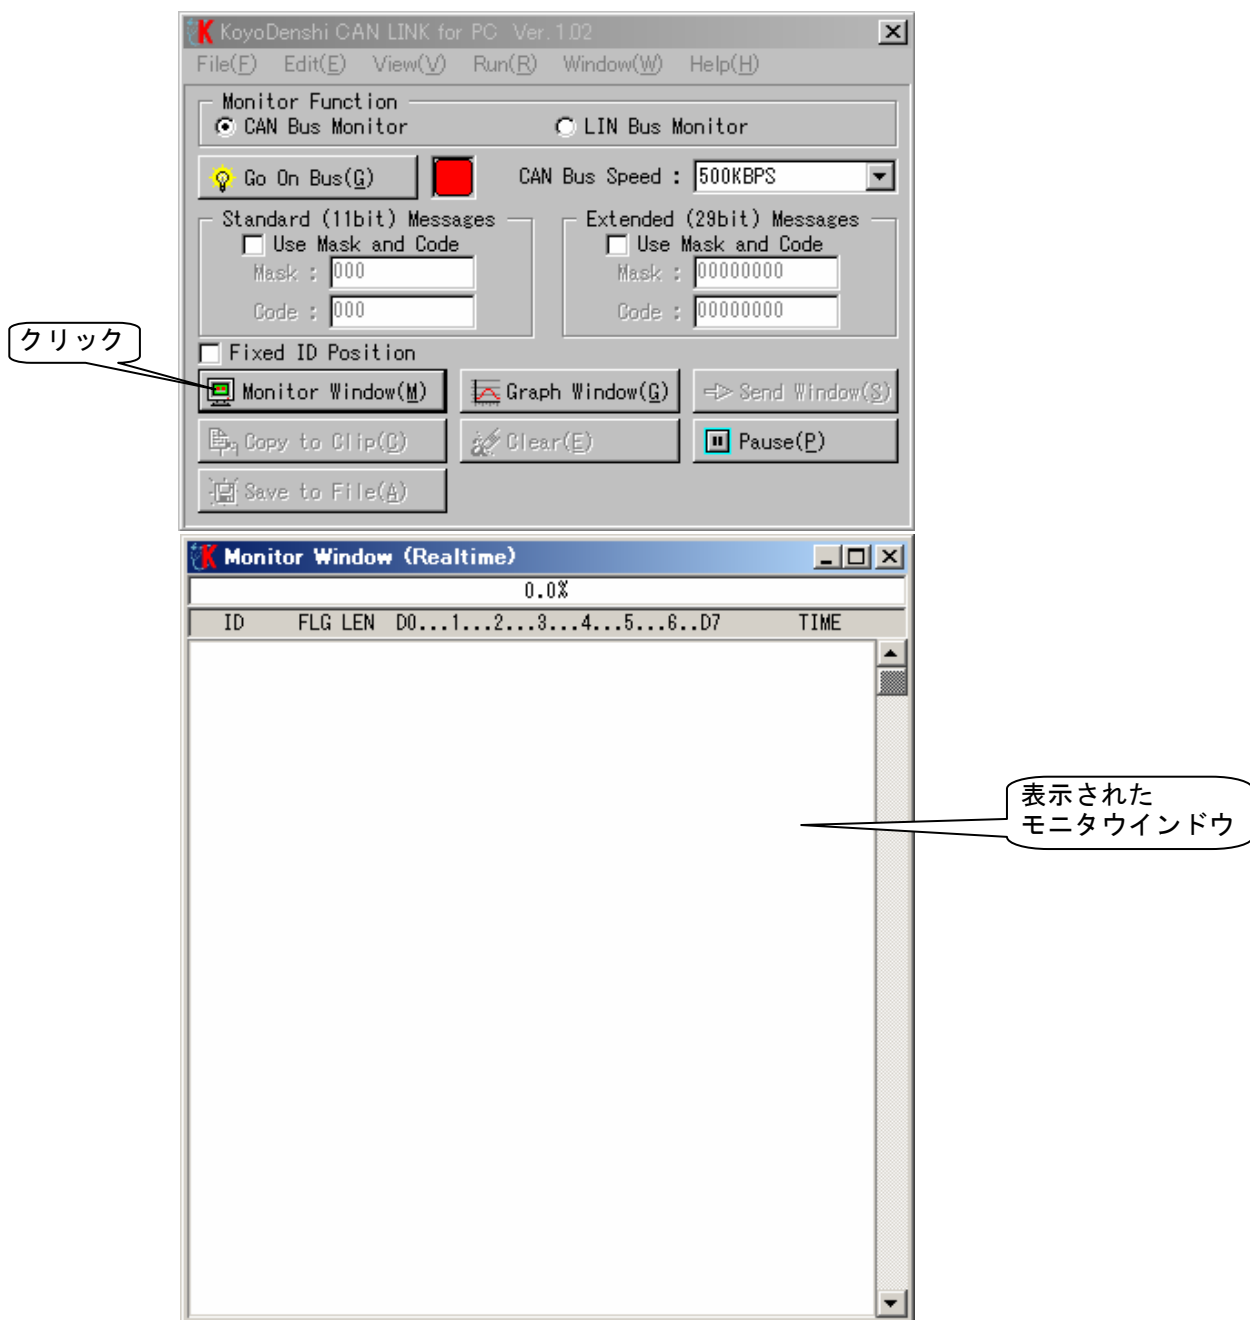 KoyoDenshi CAN LINK for PC Ver.1.02
File(F) Edit(E) View(V) Run(R) Window(W) Help(H)
Monitor Function
CAN Bus Monitor LIN Bus Monitor
Go On Bus(G) CAN Bus Speed : 500KBPS
Standard (11bit) Messages Extended (29bit) Messages
Use Mask and Code Use Mask and Code
Mask : 000 Mask : 00000000
Code : 000 Code : 00000000
クリック
Fixed ID Position
Monitor Window(M) Graph Window(G) Send Window(S)
Copy to Clip(C) Clear(E) Pause(P)
Save to File(A)
Monitor Window (Realtime)
0.0%
ID FLG LEN D0...1...2...3...4...5...6..D7 TIME
表示された
モニタウインドウ